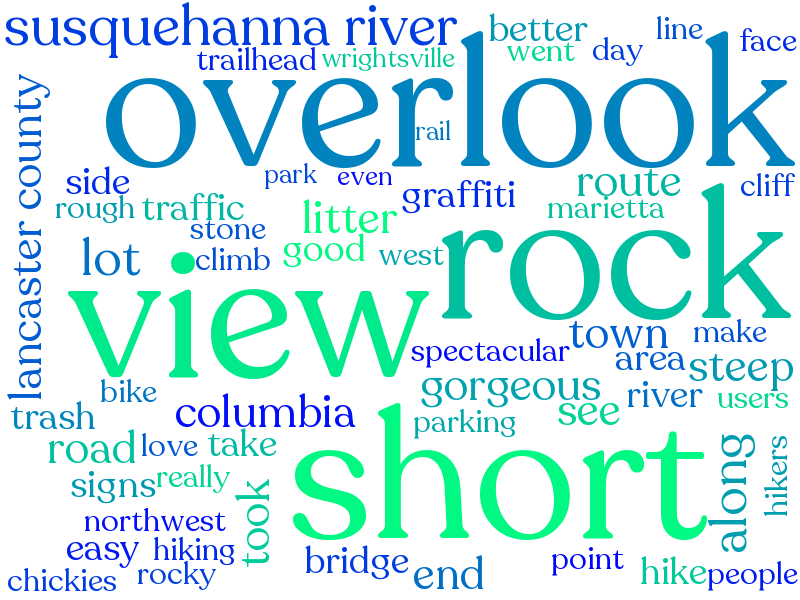 susquehanna river
better
line
face
trailhead
wrightsville
went
day
overlook
rail
lancaster county
side
park
even
graffiti
route
cliff
rough
traffic
stone
litter
marietta
rock
lot
climb
good
west
view
spectacular
town
make
area
steep
bike
columbia
gorgeous
river
users
trash
parking
see
road
love
take
short
along
hikers
signs
really
took
northwest
easy
hiking
bridge
end
point
hike
people
chickies
rocky